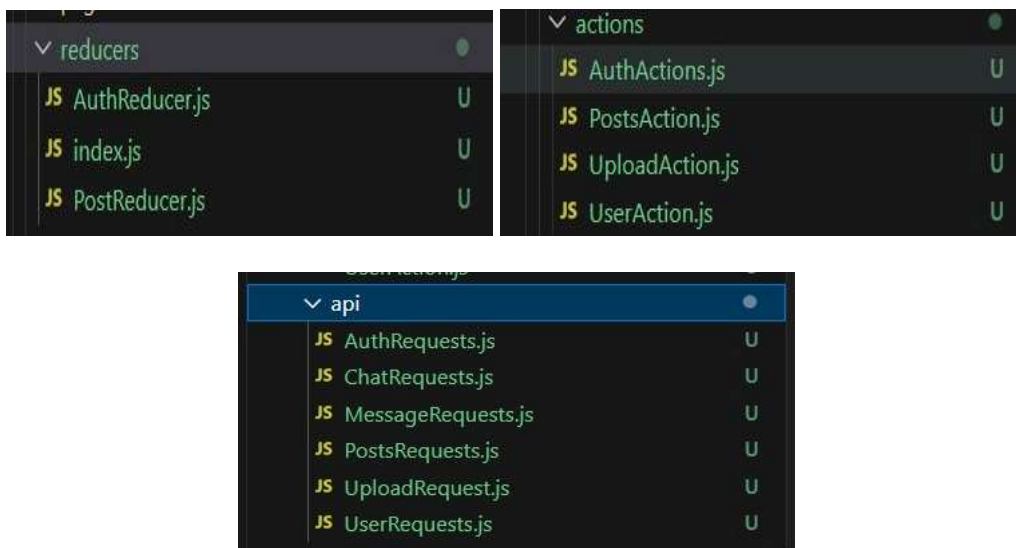 reducers
JS AuthReducer.js U
JS index.js U
JS PostReducer.js U
actions
JS AuthActions.js U
JS PostsAction.js U
JS UploadAction.js U
JS UserAction.js U
api
JS AuthRequests.js U
JS ChatRequests.js U
JS MessageRequests.js U
JS PostsRequests.js U
JS UploadRequest.js U
JS UserRequests.js U